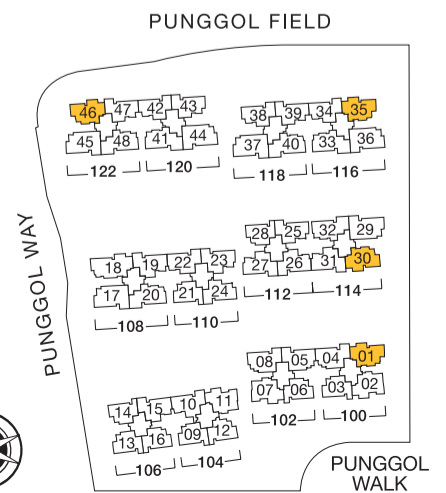 PUNGGOL FIELD
46 47 42 43
45 48 41 44
122 120
38 39 34 35
37 40 33 36
118 116
PUNGGOL WAY
28 25 32 29
27 26 31 30
112 114
18 19 22 23
17 20 21 24
108 110
08 05 04 01
07 06 03 02
102 100
14 15 10 11
13 16 09 12
106 104
PUNGGOL
WALK